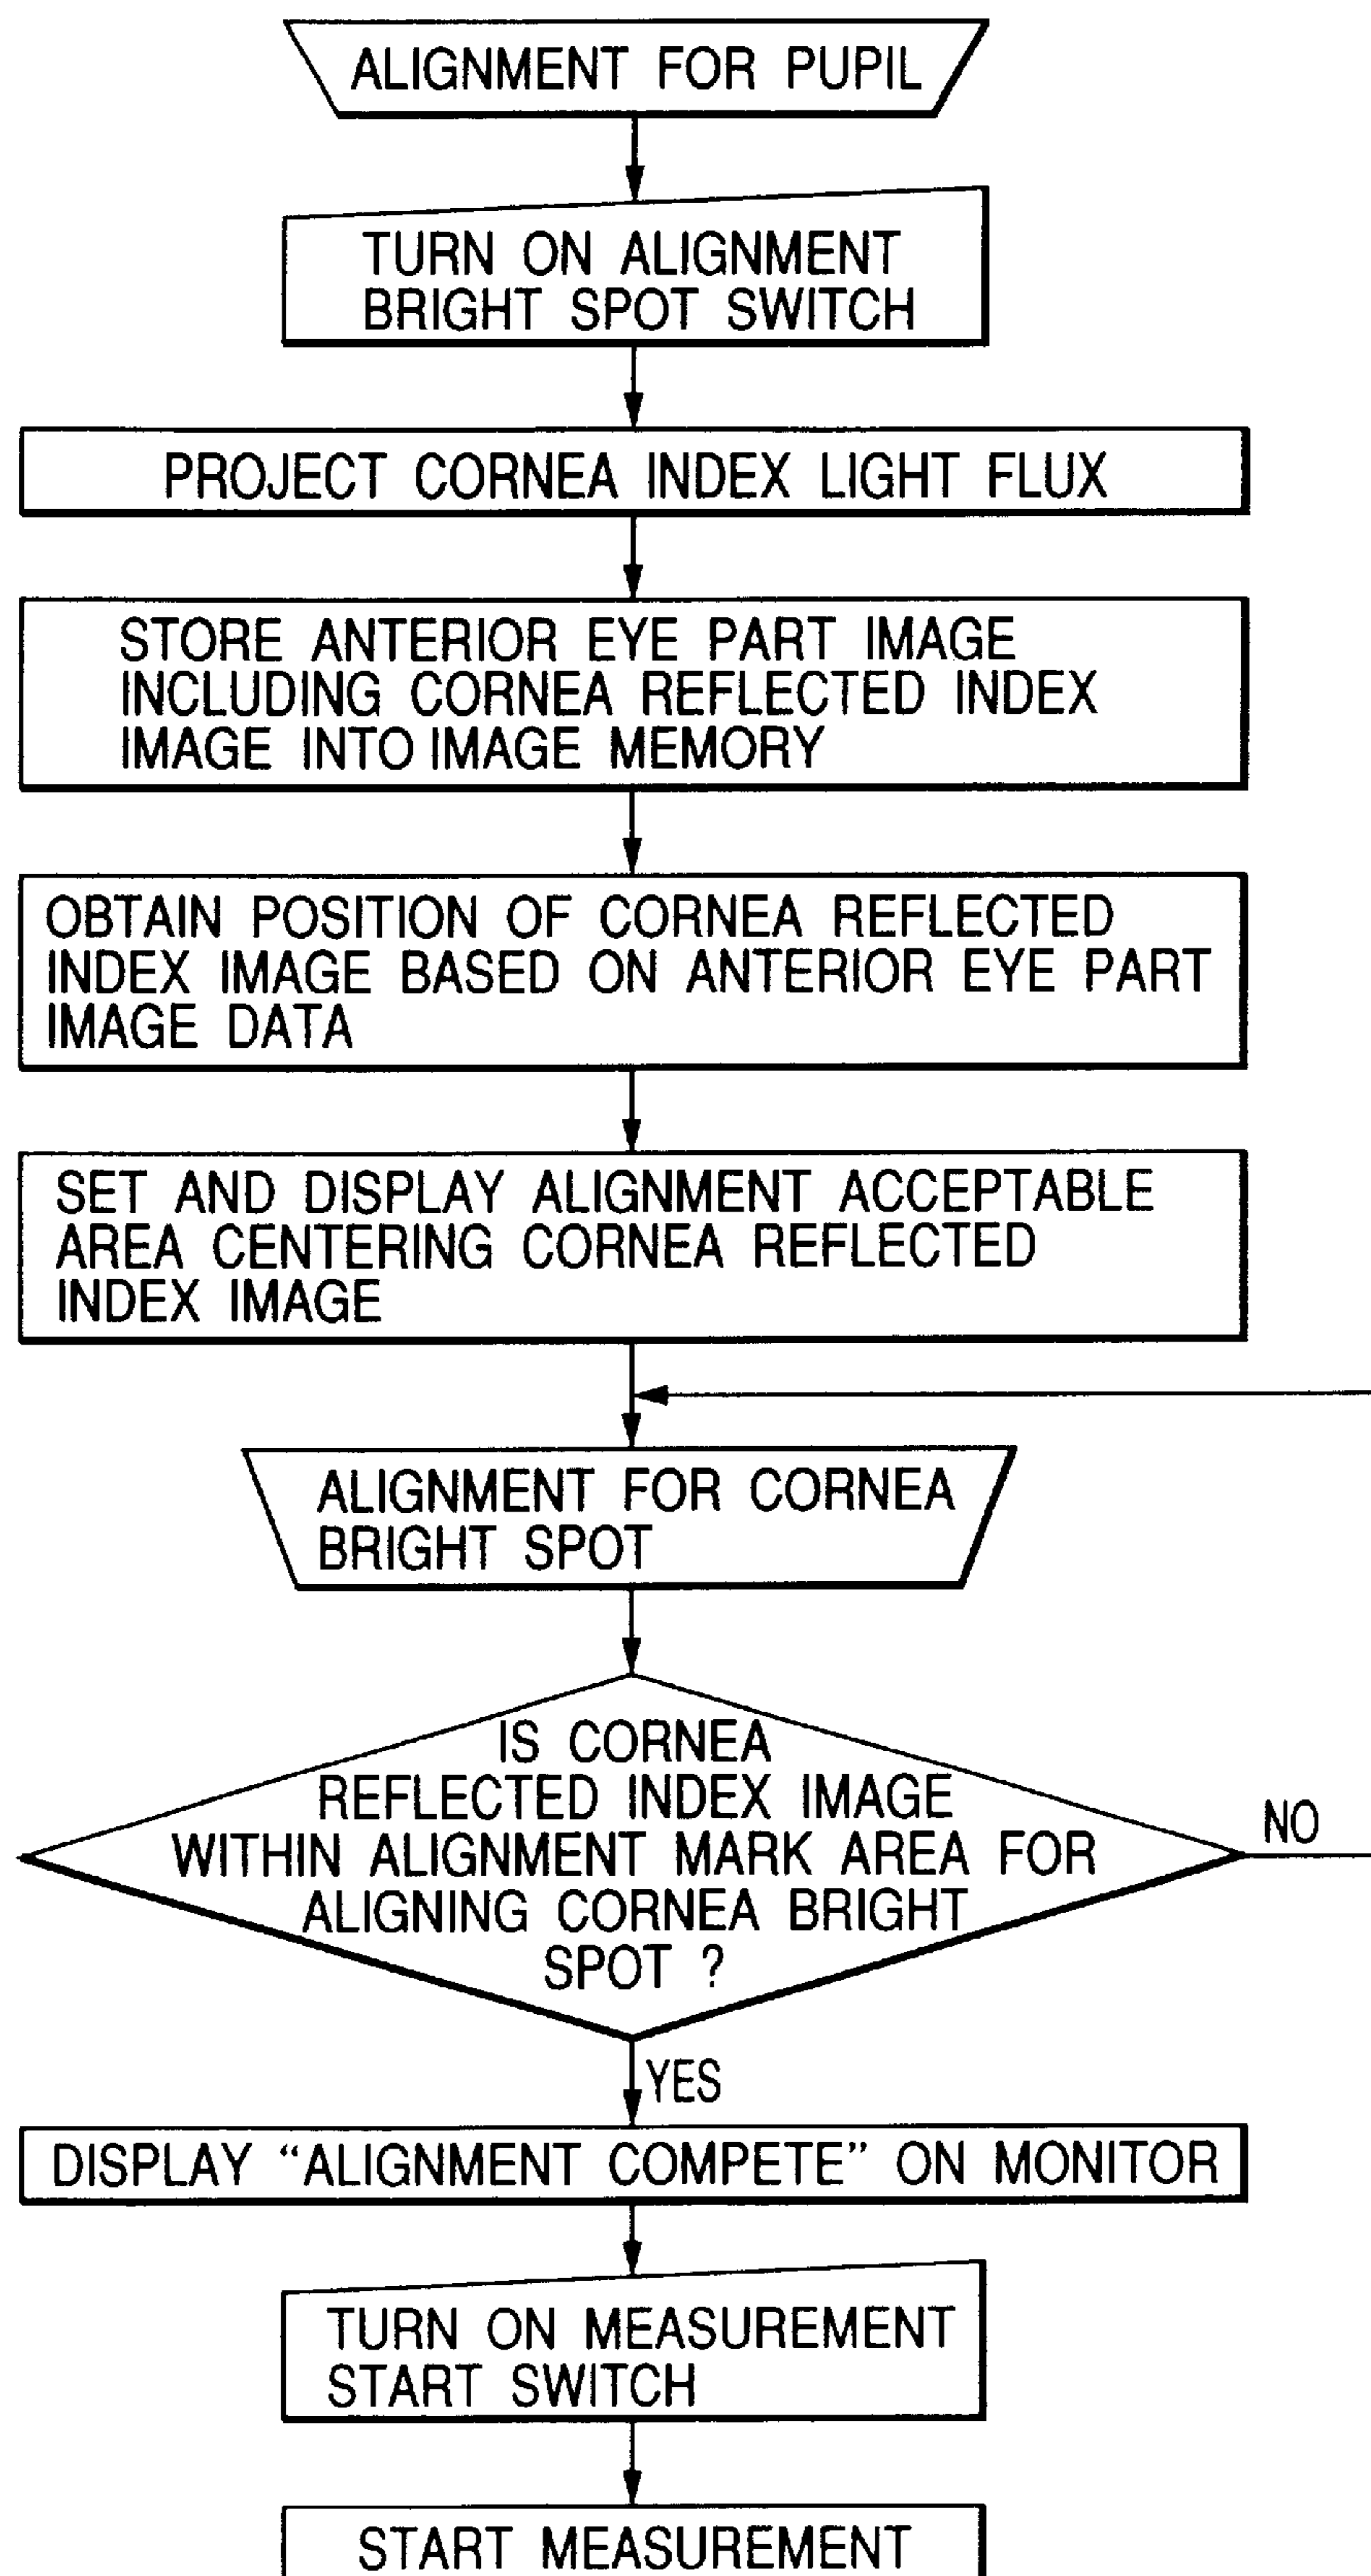 ALIGNMENT FOR PUPIL
TURN ON ALIGNMENT
BRIGHT SPOT SWITCH
PROJECT CORNEA INDEX LIGHT FLUX
STORE ANTERIOR EYE PART IMAGE
INCLUDING CORNEA REFLECTED INDEX
IMAGE INTO IMAGE MEMORY
OBTAIN POSITION OF CORNEA REFLECTED
INDEX IMAGE BASED ON ANTERIOR EYE PART
IMAGE DATA
SET AND DISPLAY ALIGNMENT ACCEPTABLE
AREA CENTERING CORNEA REFLECTED
INDEX IMAGE
ALIGNMENT FOR CORNEA
BRIGHT SPOT
IS CORNEA
REFLECTED INDEX IMAGE
WITHIN ALIGNMENT MARK AREA FOR
ALIGNING CORNEA BRIGHT
SPOT ?
NO
YES
DISPLAY “ALIGNMENT COMPETE” ON MONITOR
TURN ON MEASUREMENT
START SWITCH
START MEASUREMENT